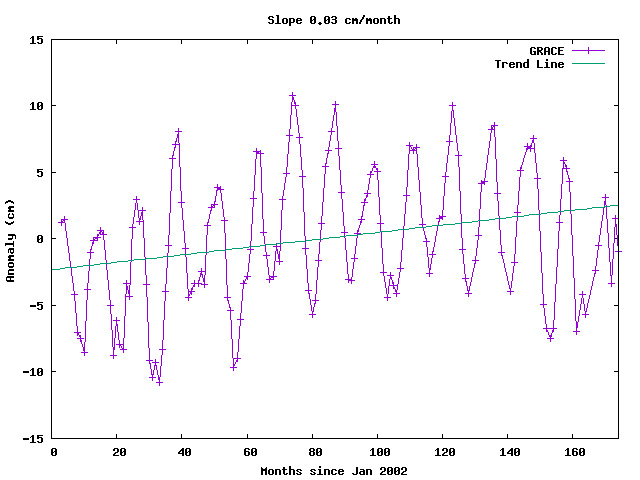 Slope 0.03 cm/month
15
GRACE
Trend Line
10
5
0
-5
-10
-15
Anomaly (cm)
0 20 40 60 80 100 120 140 160
Months since Jan 2002